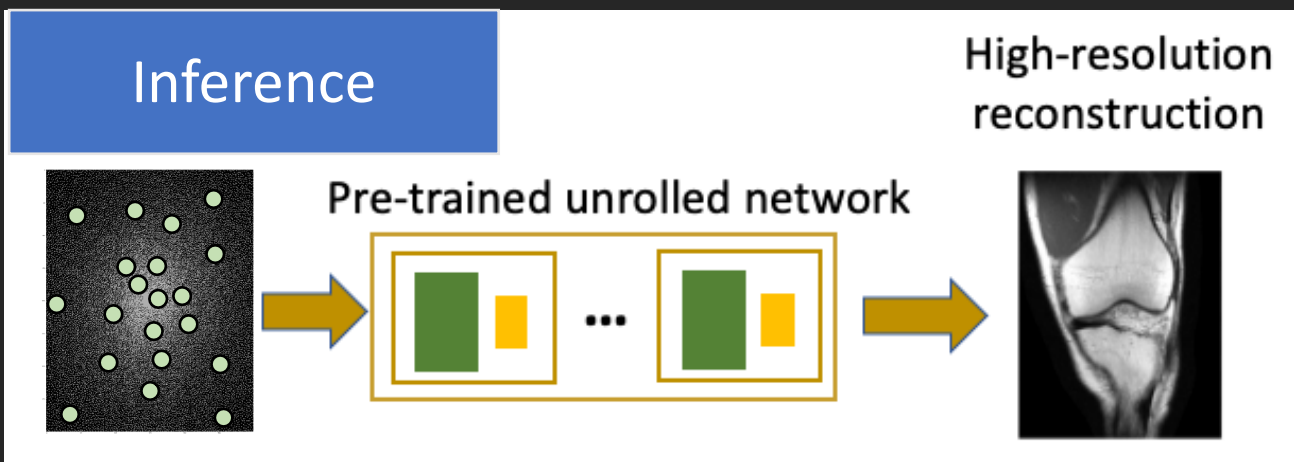 Inference
High-resolution
reconstruction
Pre-trained unrolled network
...